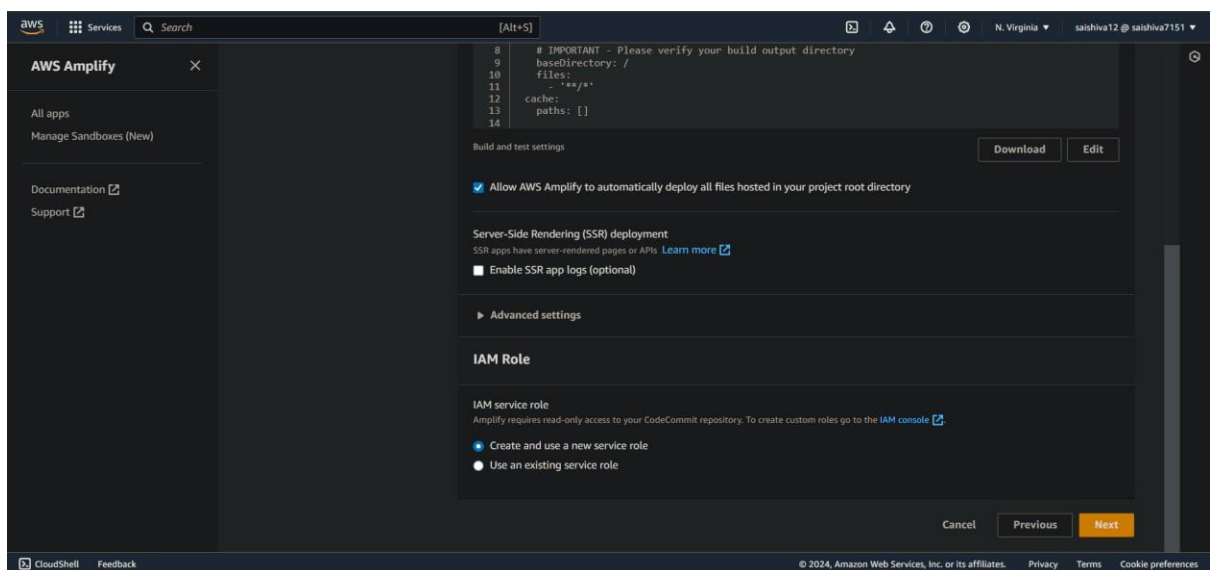 aws Services Search [Alt+S] N. Virginia ▼ saishiva12 @ saishiva7151 ▼
AWS Amplify
All apps
Manage Sandboxes (New)
Documentation
Support
8 # IMPORTANT - Please verify your build output directory
9 baseDirectory: /
10 files:
11 - '**/*'
12 cache:
13 paths: []
14
Build and test settings
Download Edit
Allow AWS Amplify to automatically deploy all files hosted in your project root directory
Server-Side Rendering (SSR) deployment
SSR apps have server-rendered pages or APIs Learn more
Enable SSR app logs (optional)
Advanced settings
IAM Role
IAM service role
Amplify requires read-only access to your CodeCommit repository. To create custom roles go to the IAM console.
Create and use a new service role
Use an existing service role
Cancel Previous Next
CloudShell Feedback © 2024, Amazon Web Services, Inc. or its affiliates. Privacy Terms Cookie preferences